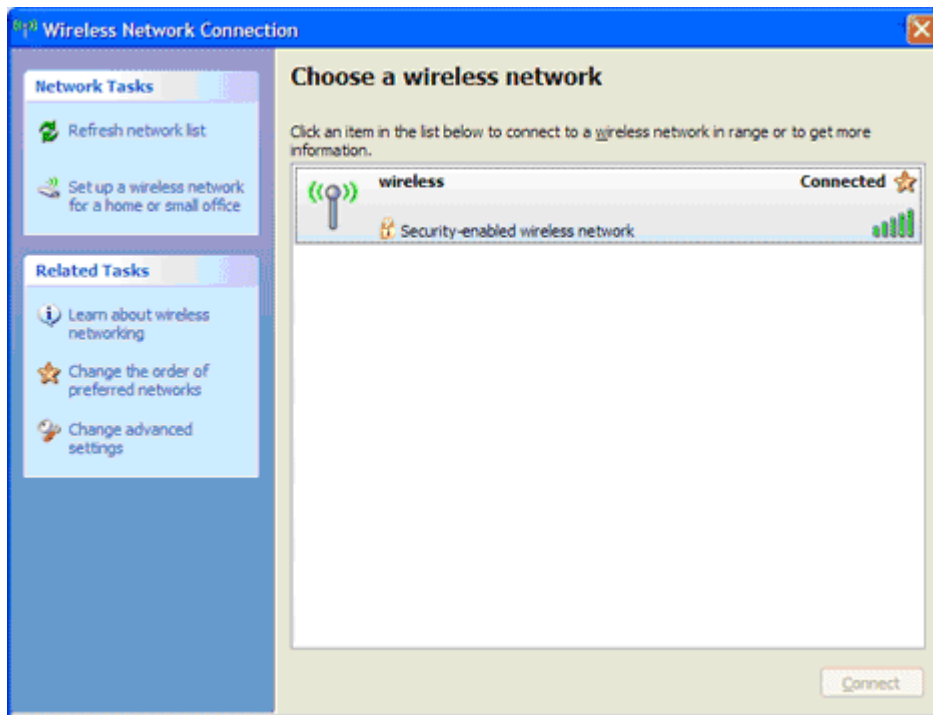 Wireless Network Connection
Network Tasks
Refresh network list
Set up a wireless network
for a home or small office
Related Tasks
Learn about wireless
networking
Change the order of
preferred networks
Change advanced
settings
Choose a wireless network
Click an item in the list below to connect to a wireless network in range or to get more
information.
wireless
Connected
Security-enabled wireless network
Connect